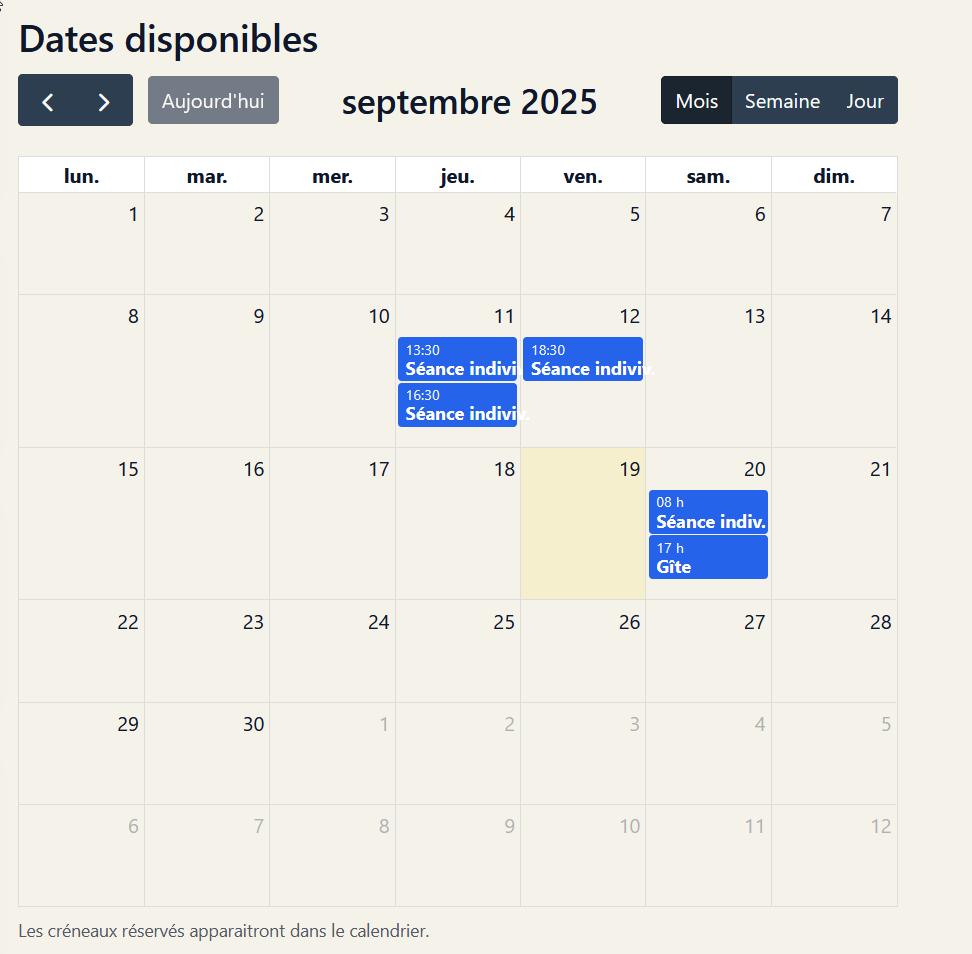 Dates disponibles
Aujourd'hui
septembre 2025
Mois Semaine Jour
lun. mar. mer. jeu. ven. sam. dim.
1 2 3 4 5 6 7
8 9 10 11 12 13 14
13:30 18:30
Séance indivi. Séance indiviv.
16:30
Séance indiviv.
15 16 17 18 19 20 21
08 h
Séance indiv.
17 h
Gîte
22 23 24 25 26 27 28
29 30 1 2 3 4 5
6 7 8 9 10 11 12
Les créneaux réservés apparaitront dans le calendrier.